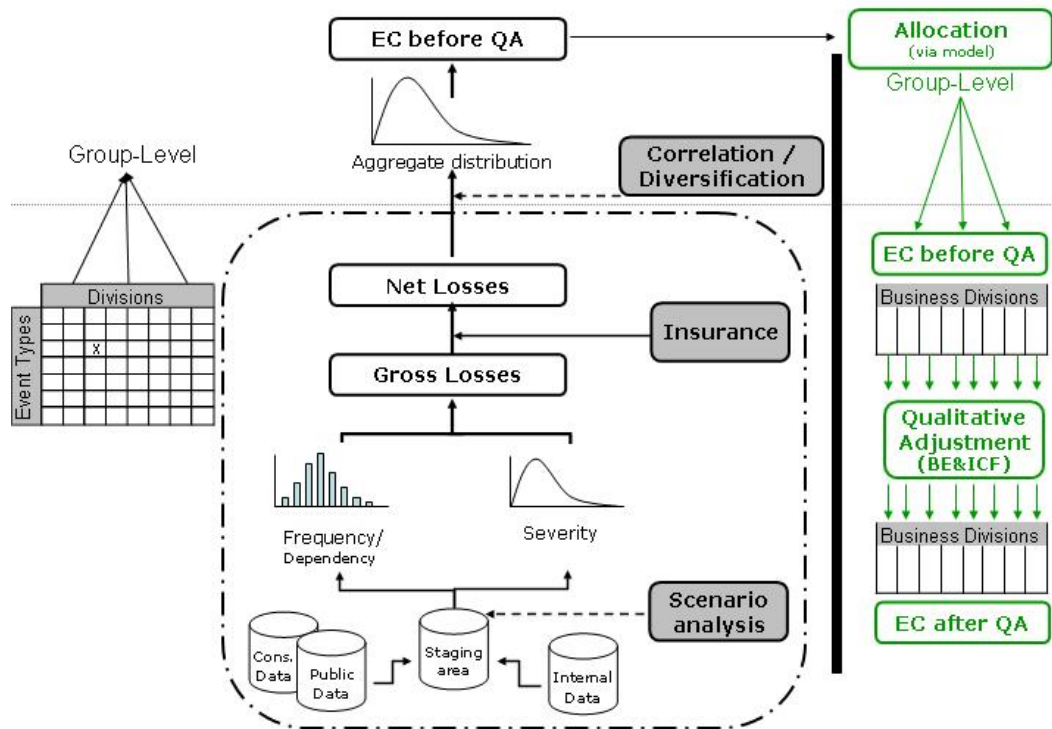 EC before QA
Allocation
(via model)
Group-Level
Aggregate distribution
Correlation /
Diversification
Group-Level
Divisions
Event Types
X
Net Losses
Insurance
Gross Losses
Frequency/
Dependency
Severity
Scenario
analysis
Cons.
Data
Public
Data
Staging
area
Internal
Data
EC before QA
Business Divisions
Qualitative
Adjustment
(BE&ICF)
Business Divisions
EC after QA